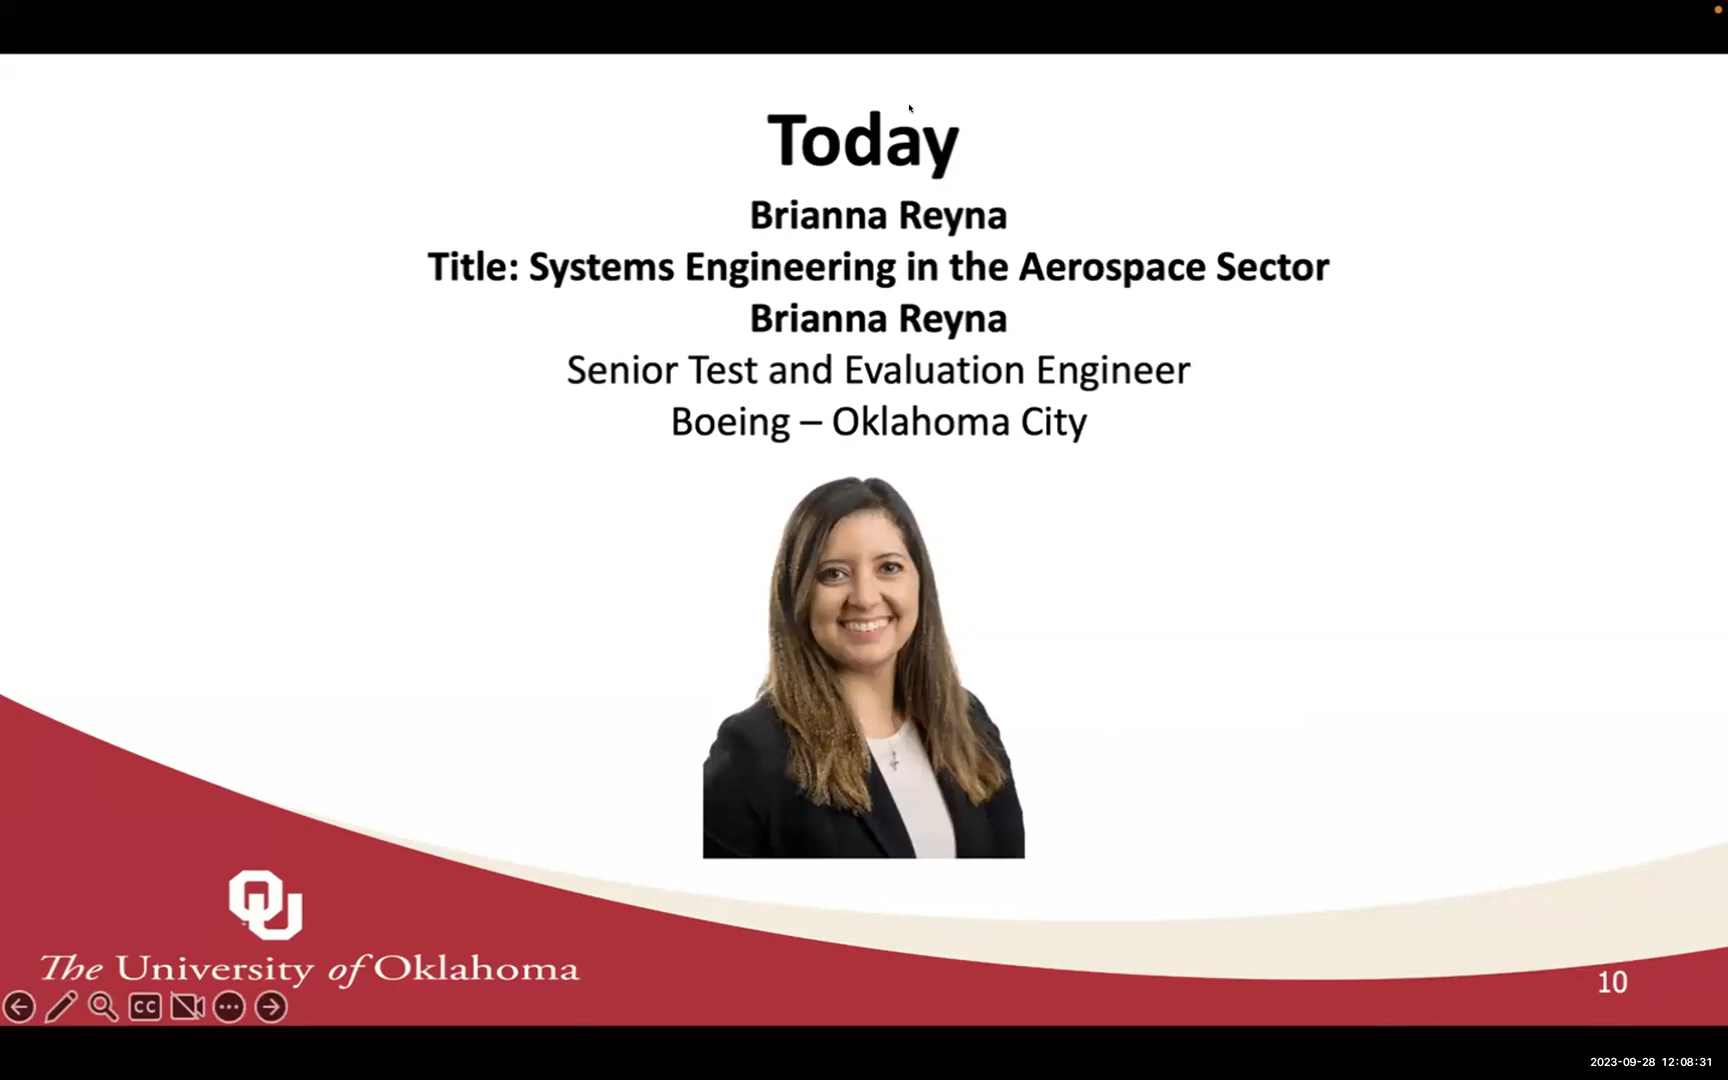 Today
Brianna Reyna
Title: Systems Engineering in the Aerospace Sector
Brianna Reyna
Senior Test and Evaluation Engineer
Boeing – Oklahoma City
OU
The University of Oklahoma
10
CC
2023-09-28 12:08:31